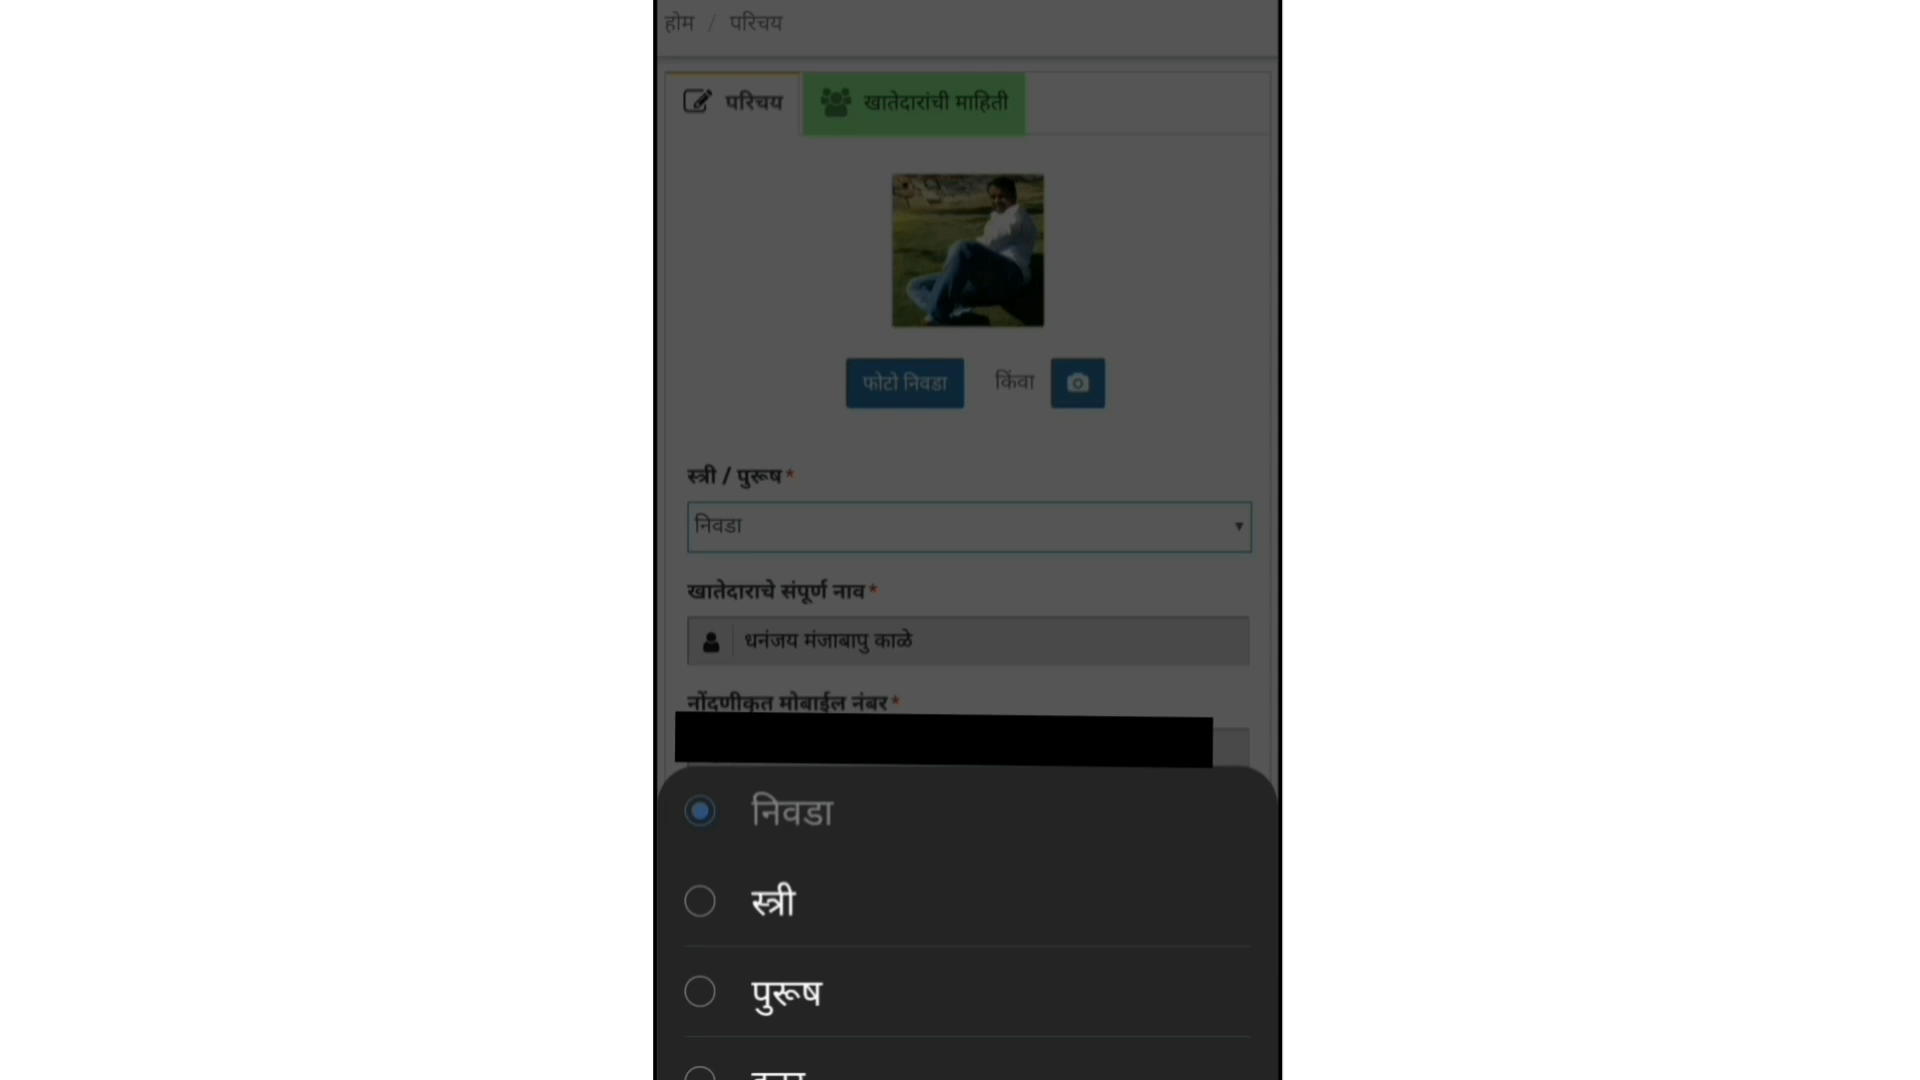 होम / परिचय
परिचय
खातेदारांची माहिती
फोटो निवडा किंवा
स्त्री / पुरूष*
निवडा
खातेदाराचे संपूर्ण नाव*
धनंजय मंजाबापु काळे
नोंदणीकृत मोबाईल नंबर*
निवडा
स्त्री
पुरूष